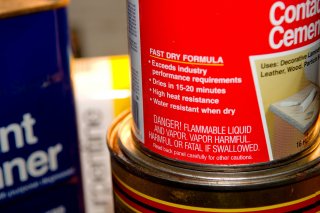 Contac
Cemen
FAST DRY FORMULA
• Exceeds industry
performance requirements
• Dries in 15-20 minutes
• High heat resistance
• Water resistant when dry
Uses: Decorative
Leather, Wood,
DANGER! FLAMMABLE LIQUID
AND VAPOR. VAPOR HARMFUL.
HARMFUL OR FATAL IF SWALLOWED.
Read back panel carefully for other cautions.
16 
nt
ner